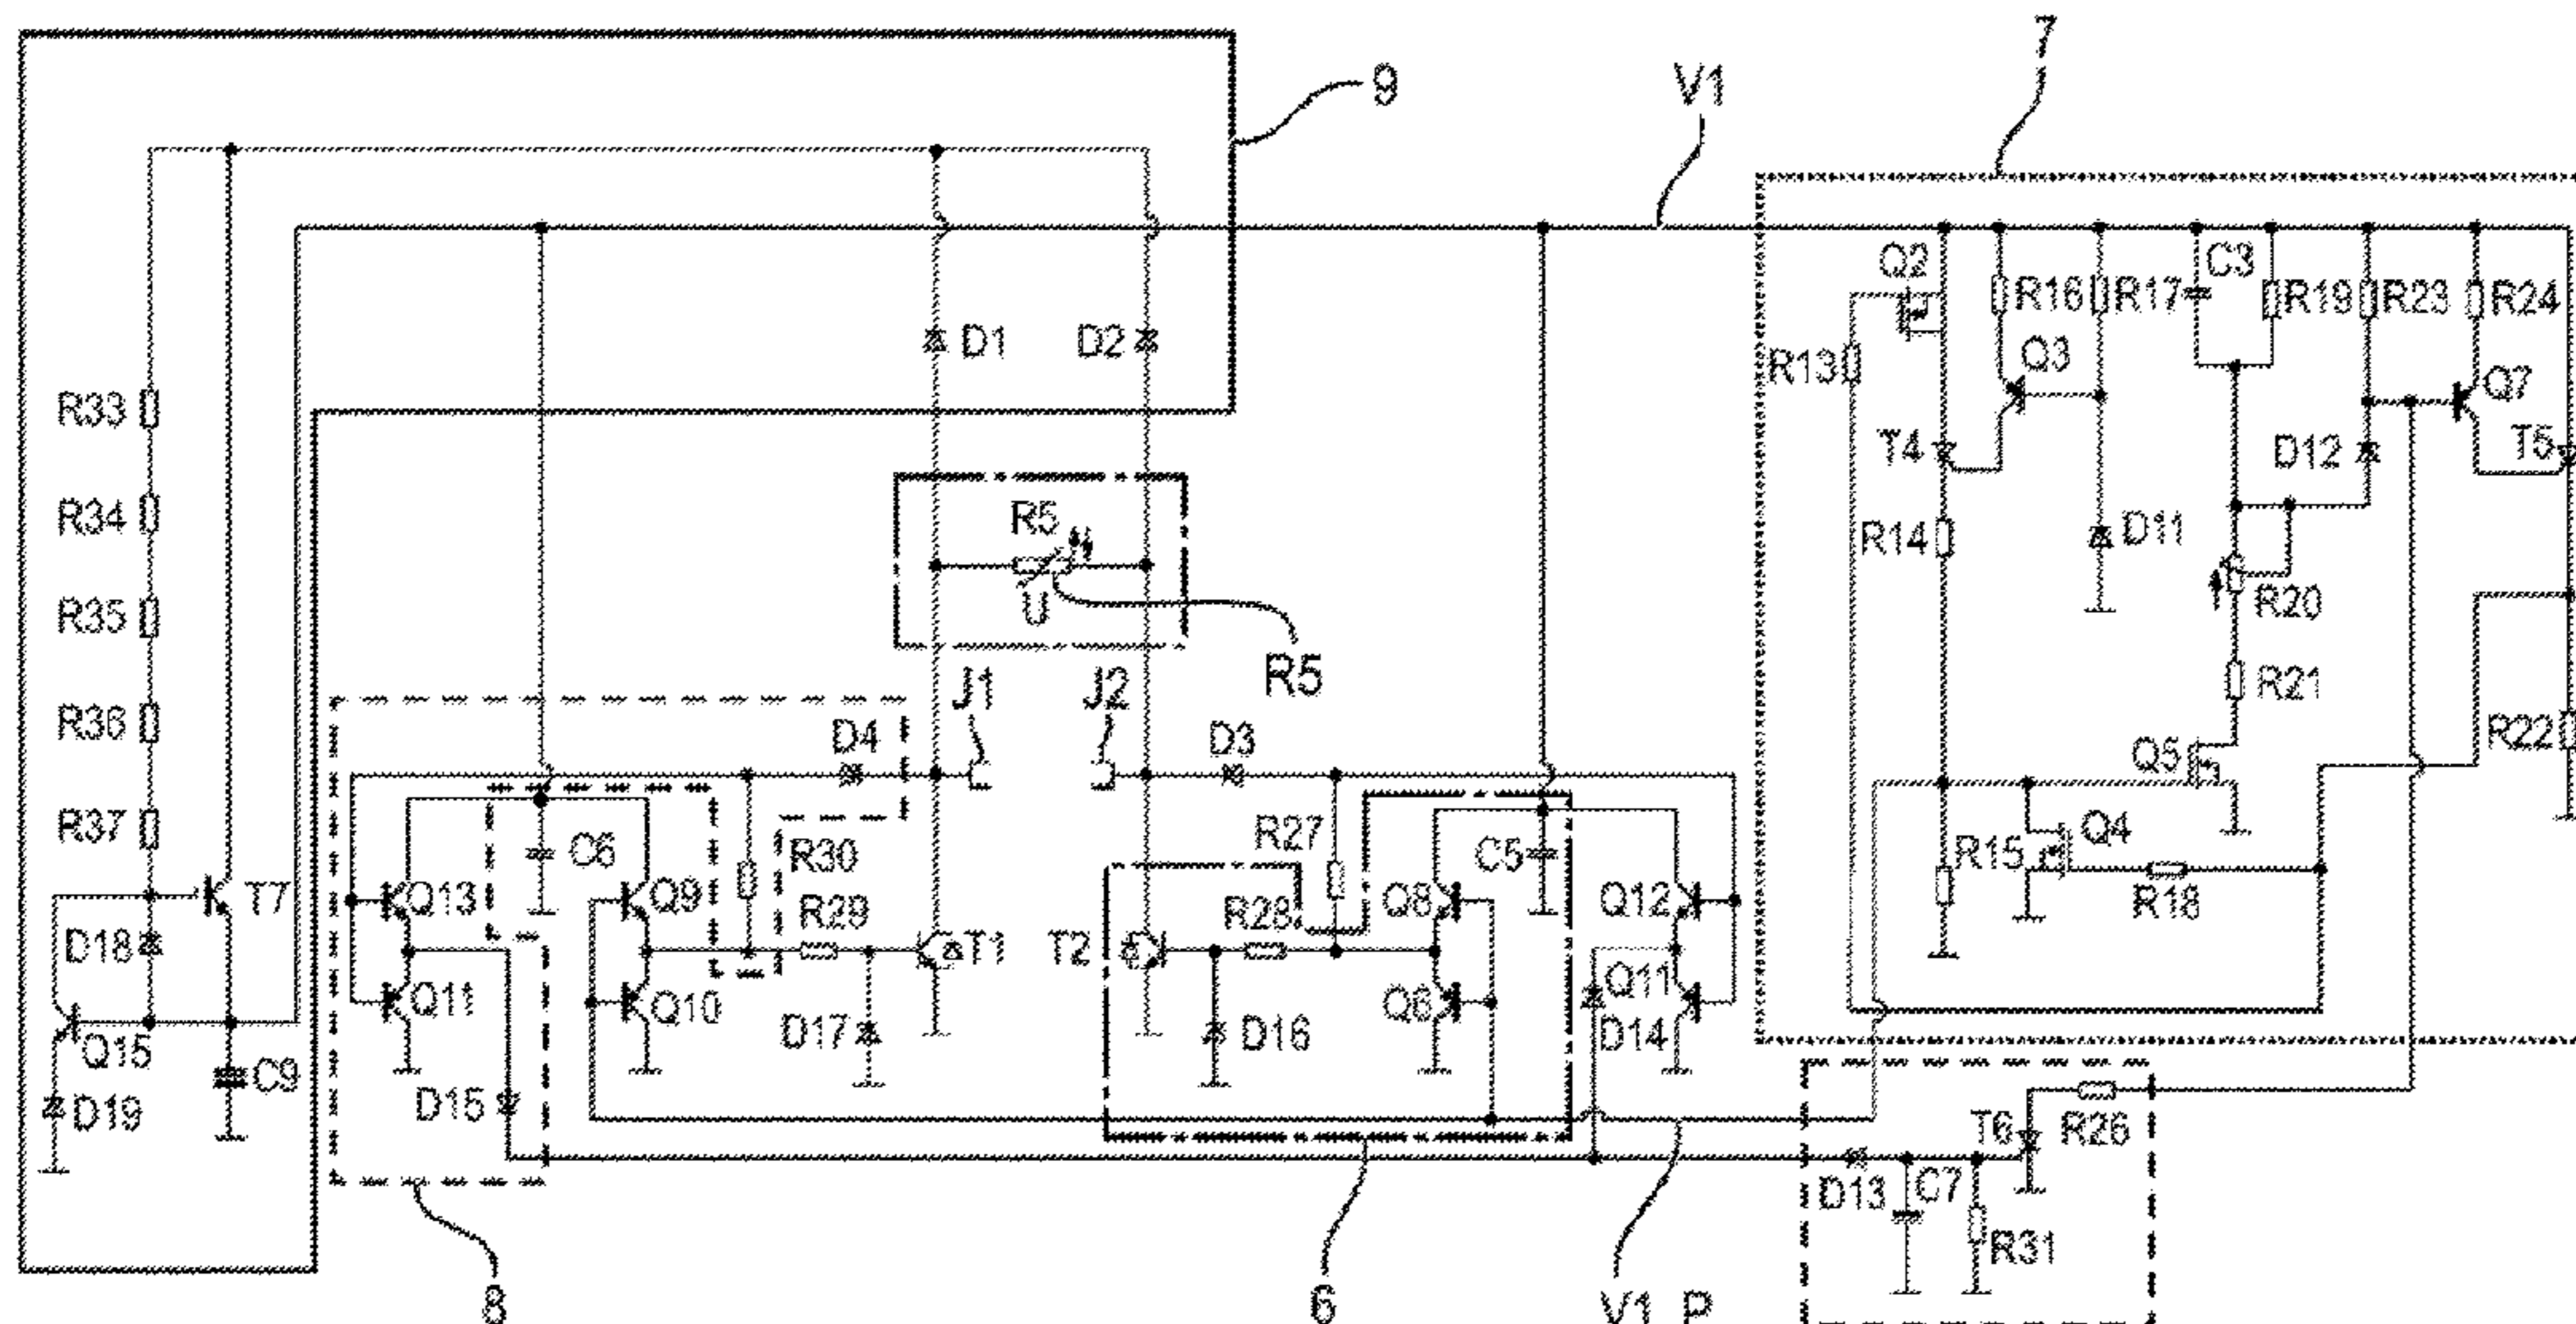 7
9
V1
Q2
C3
R16
R17
R19
R23
R24
D1
D2
R13
Q3
Q7
R33
T4
D12
T5
R5
R34
R14
D11
U
R20
R35
R5
J1
J2
R21
R36
D4
D3
R22
Q5
R37
C6
R30
R27
C5
R15
Q4
T7
Q13
Q9
R29
R28
Q8
Q12
R18
D18
T1
T2
Q11
Q10
Q6
Q11
Q15
D17
D16
D14
C9
D19
D15
T6
R26
D13
C7
R31
8
6
V1_P